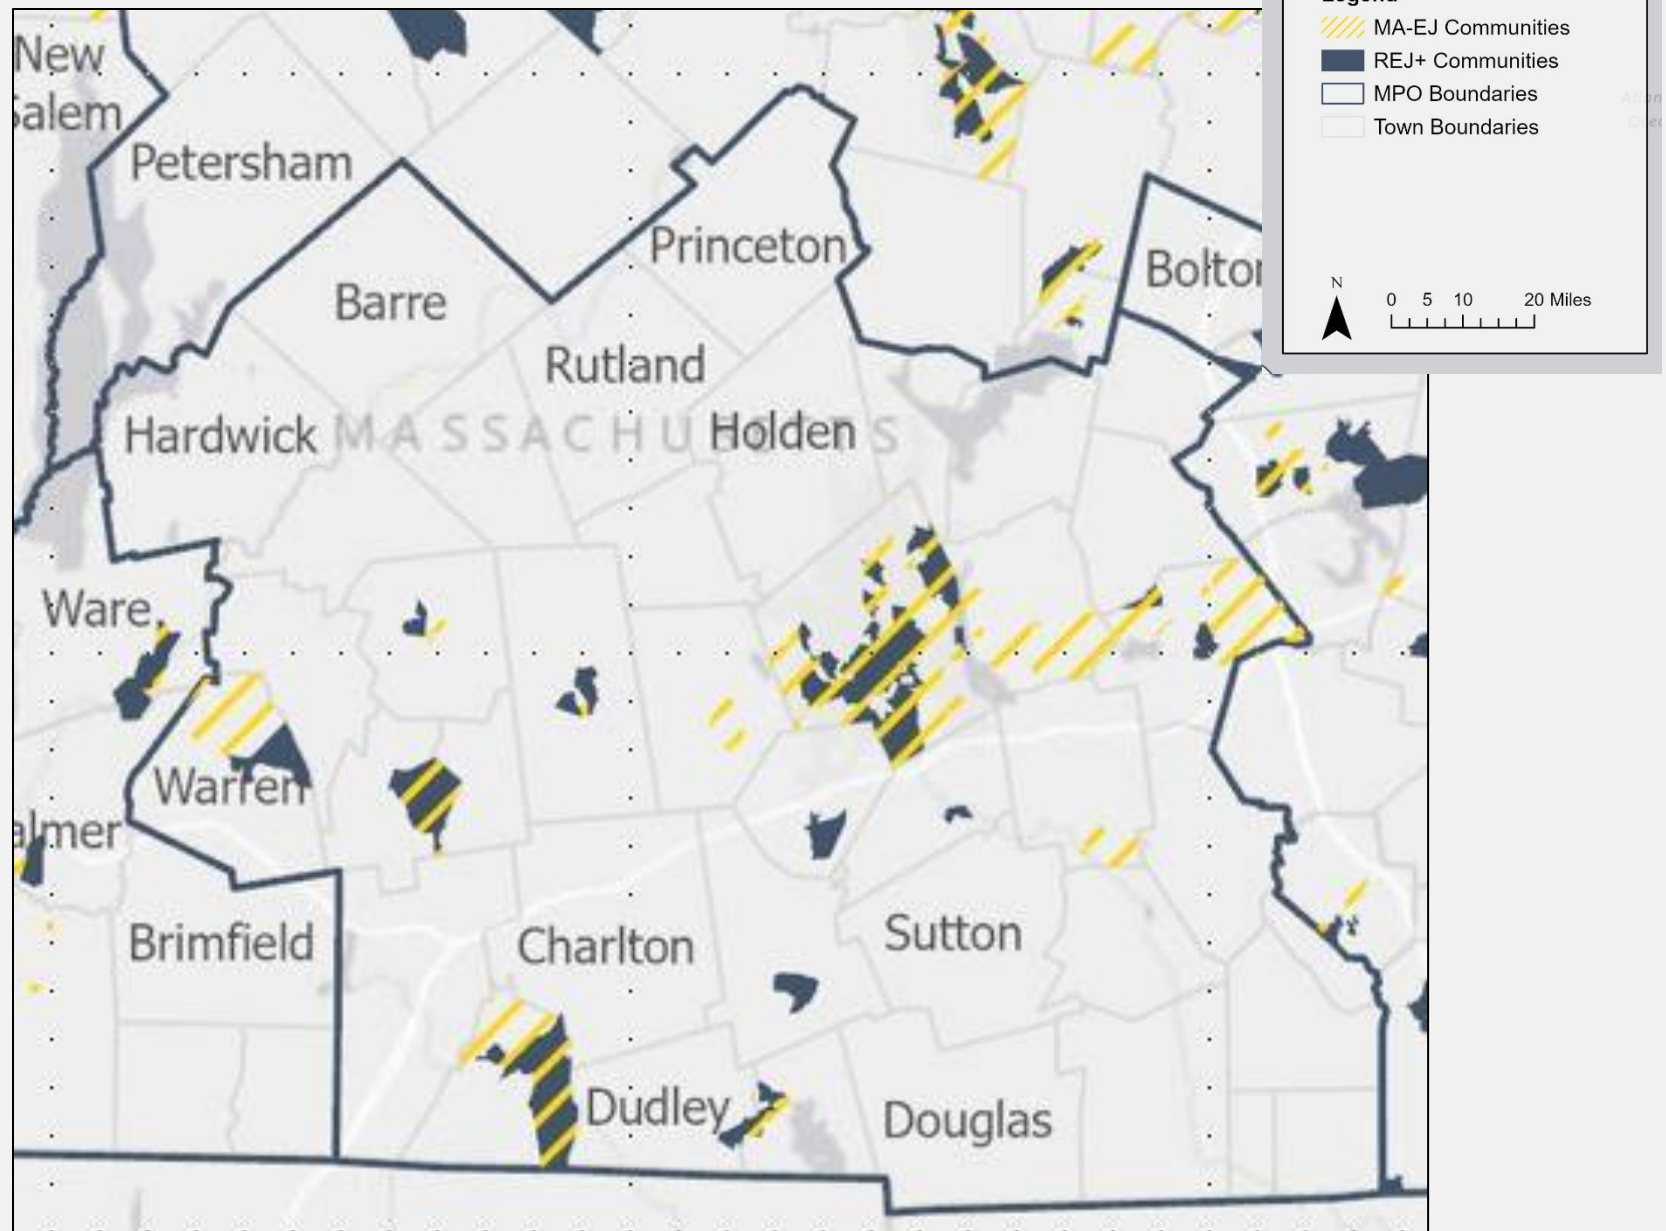 Legend
MA-EJ Communities
REJ+ Communities
MPO Boundaries
Town Boundaries
N
0 5 10 20 Miles
New
Salem
Petersham
Princeton
Bolton
Barre
Rutland
Hardwick
MASSACHUSETTS
Holden
Ware
Warren
almer
Brimfield
Charlton
Sutton
Dudley
Douglas